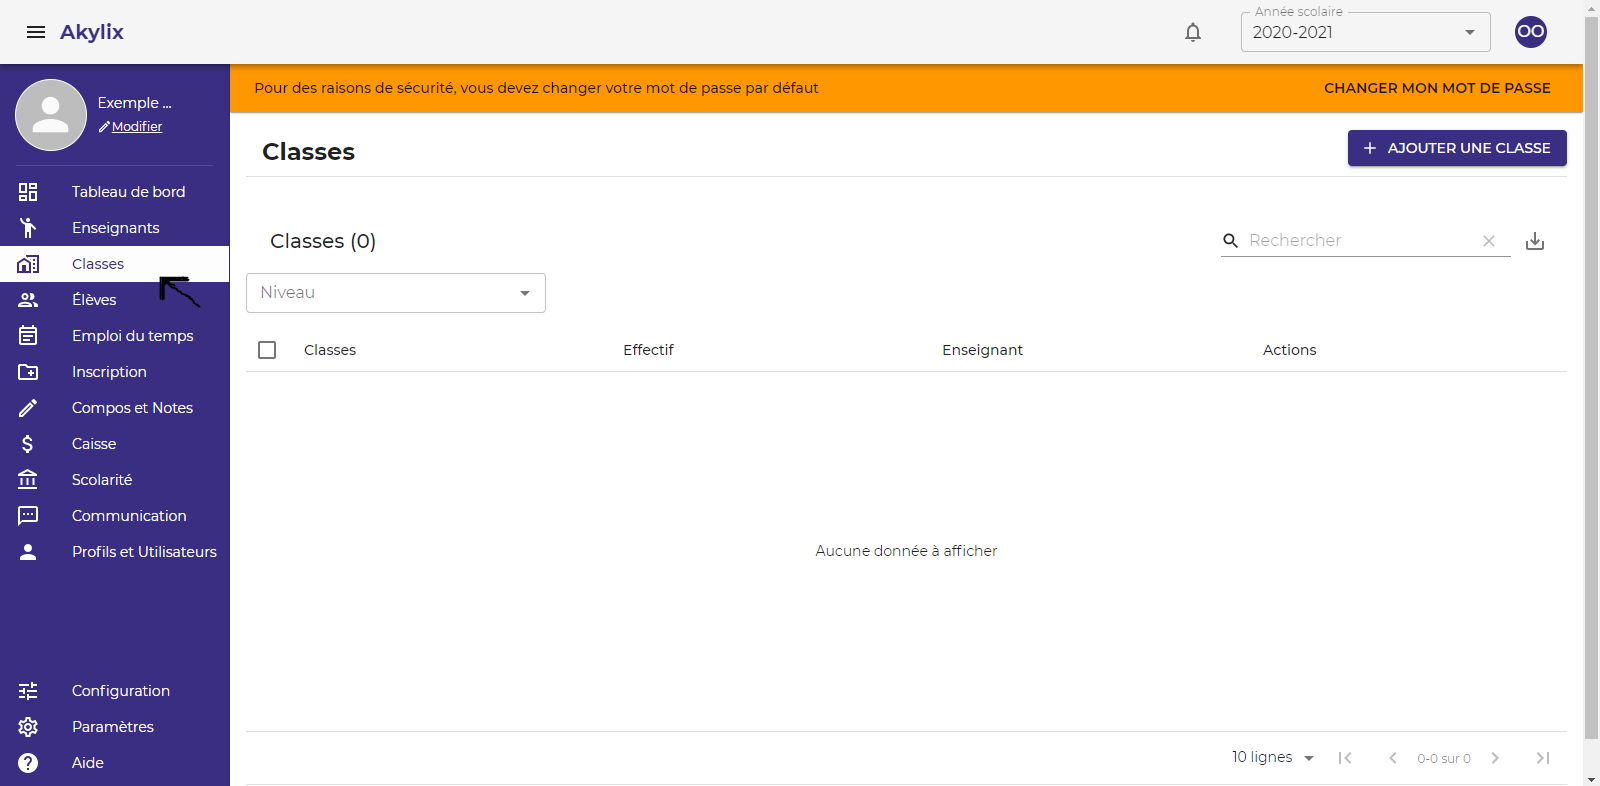 Akylix
Année scolaire
2020-2021
OO
Exemple ...
Modifier
Pour des raisons de sécurité, vous devez changer votre mot de passe par défaut
CHANGER MON MOT DE PASSE
Tableau de bord
Enseignants
Classes
Élèves
Emploi du temps
Inscription
Compos et Notes
Caisse
Scolarité
Communication
Profils et Utilisateurs
Configuration
Paramètres
Aide
Classes
+ AJOUTER UNE CLASSE
Classes (0)
Rechercher
Niveau
Classes Effectif Enseignant Actions
Aucune donnée à afficher
10 lignes 0-0 sur 0